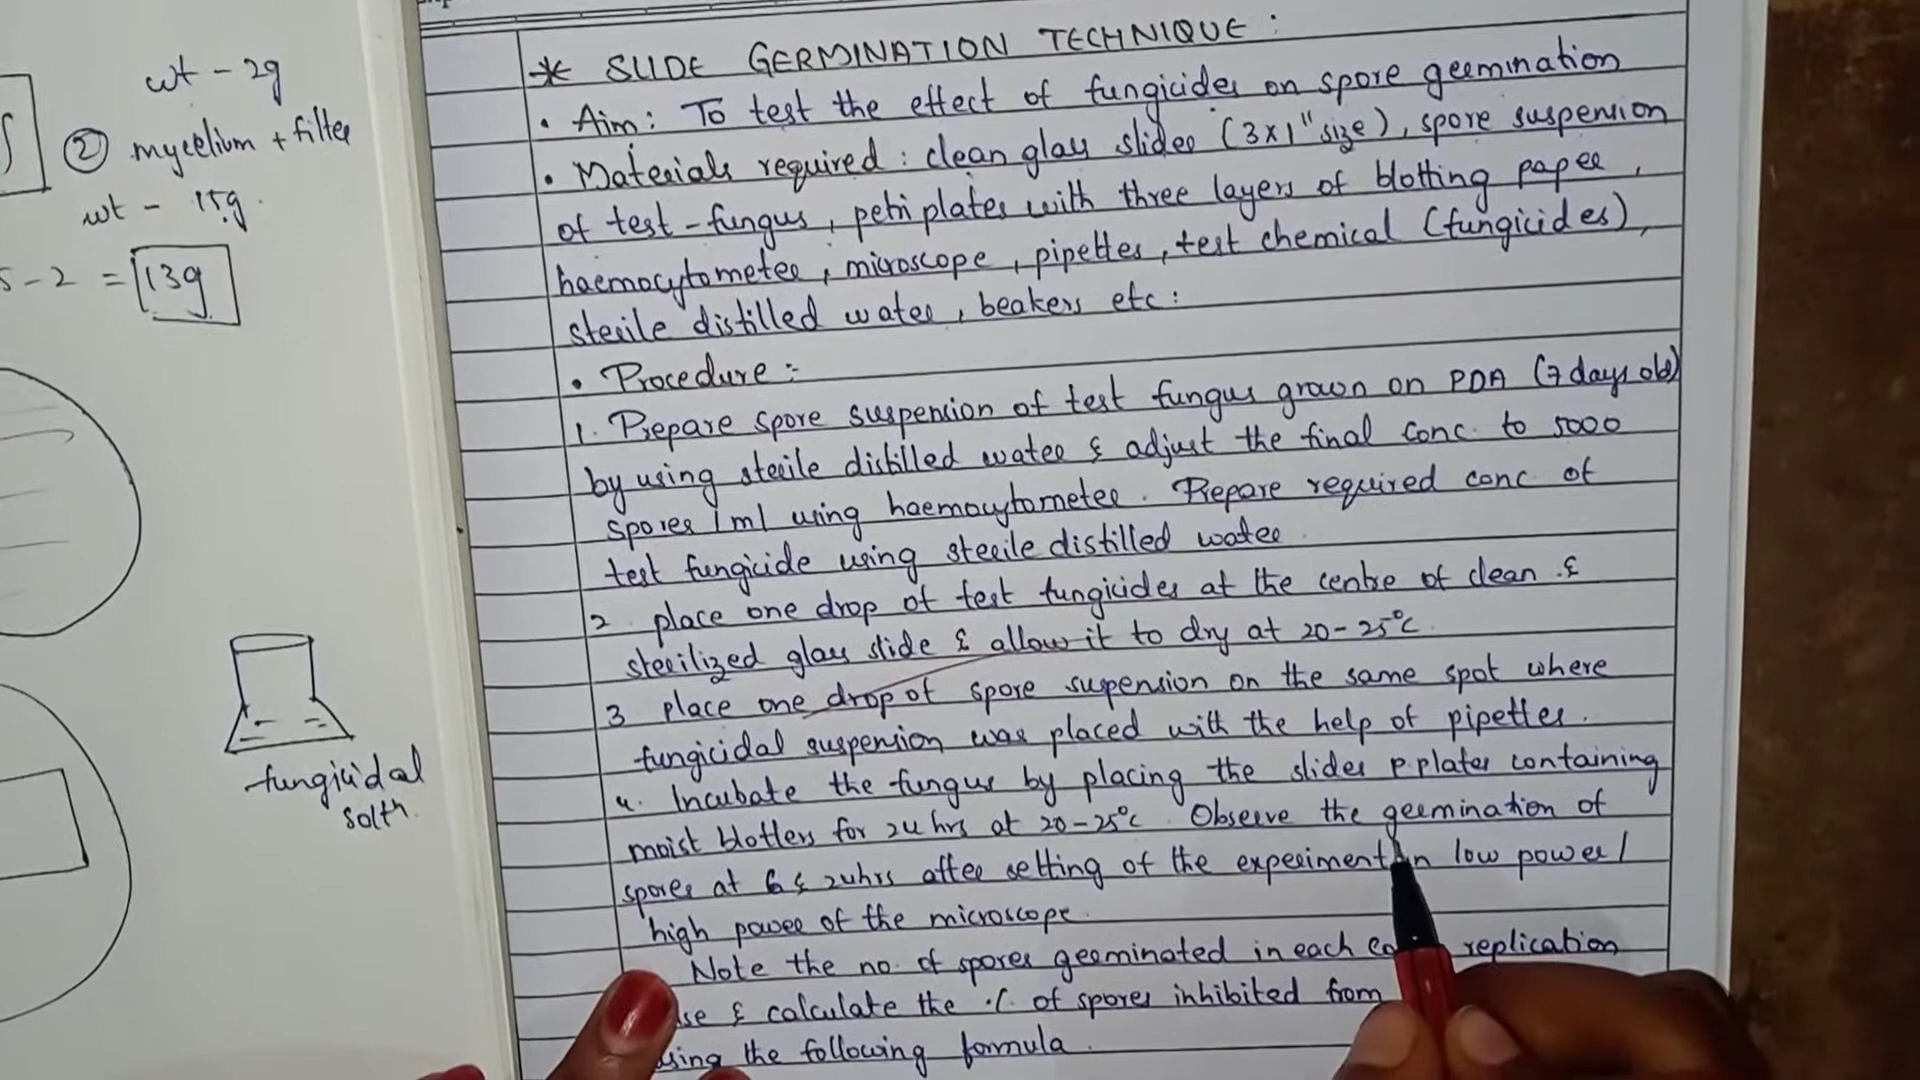 wt - 2g
② mycelium + filter
wt - 15g.
5 - 2 = 13g
fungicidal
solth.
* SLIDE GERMINATION TECHNIQUE :
• Aim : To test the effect of fungicides on spore germination
• Materials required : clean glass slides (3x1" size), spore suspension
of test-fungus, petri plates with three layers of blotting paper,
haemocytometer, microscope, pipettes, test chemical (fungicides),
sterile distilled water, beakers etc :
• Procedure :-
1. Prepare spore suspension of test fungus grown on PDA (7 days old)
by using sterile distilled water & adjust the final conc. to 5000
spores / ml using haemocytometer. Prepare required conc. of
test fungicide using sterile distilled water.
2. place one drop of test fungicides at the centre of clean &
sterilized glass slide & allow it to dry at 20-25°C.
3 place one drop of spore supension on the same spot where
fungicidal suspension was placed with the help of pipettes.
4. Incubate the fungus by placing the slides p.plates containing
moist blotters for 24 hrs at 20-25°C. Observe the germination of
spores at 6 & 24hrs after setting of the experiment in low power /
high power of the microscope.
Note the no. of spores germinated in each replication
& calculate the % of spores inhibited from
the following formula.